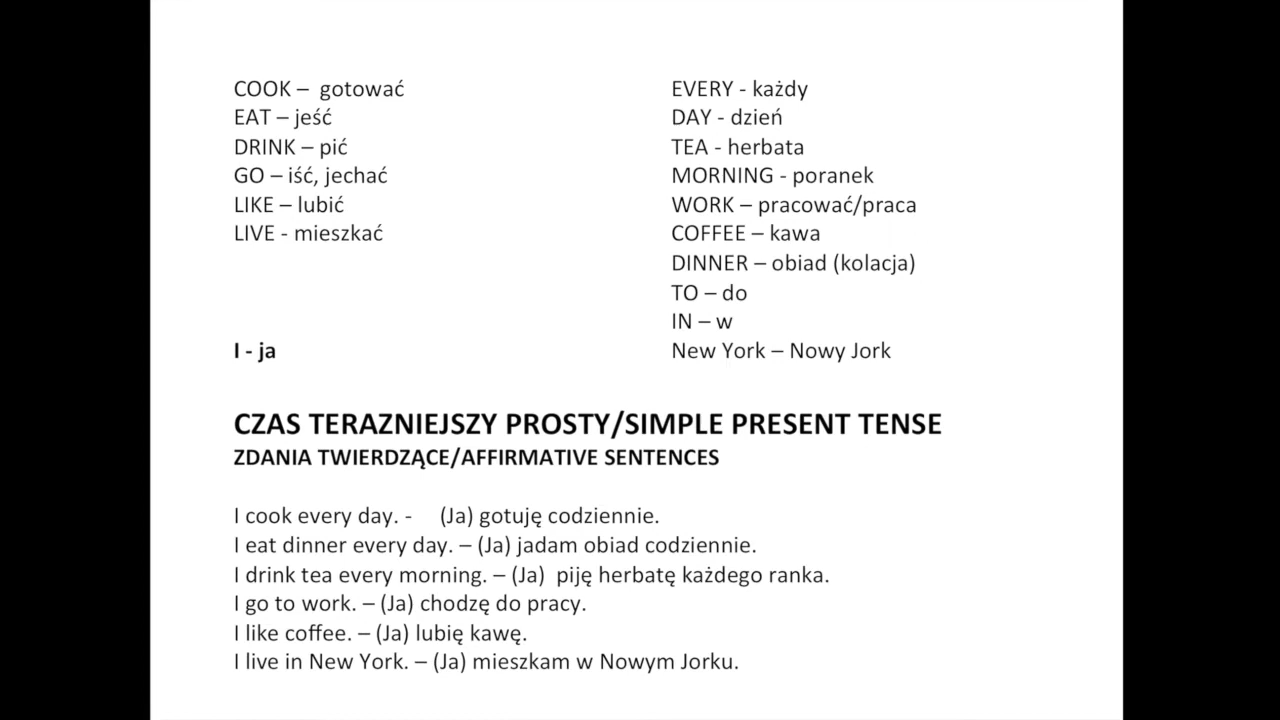 COOK – gotować
EAT – jeść
DRINK – pić
GO – iść, jechać
LIKE – lubić
LIVE - mieszkać
I - ja
EVERY - każdy
DAY - dzień
TEA - herbata
MORNING - poranek
WORK – pracować/praca
COFFEE – kawa
DINNER – obiad (kolacja)
TO – do
IN – w
New York – Nowy Jork
CZAS TERAZNIEJSZY PROSTY/SIMPLE PRESENT TENSE
ZDANIA TWIERDZĄCE/AFFIRMATIVE SENTENCES
I cook every day. - (Ja) gotuję codziennie.
I eat dinner every day. – (Ja) jadam obiad codziennie.
I drink tea every morning. – (Ja) piję herbatę każdego ranka.
I go to work. – (Ja) chodzę do pracy.
I like coffee. – (Ja) lubię kawę.
I live in New York. – (Ja) mieszkam w Nowym Jorku.